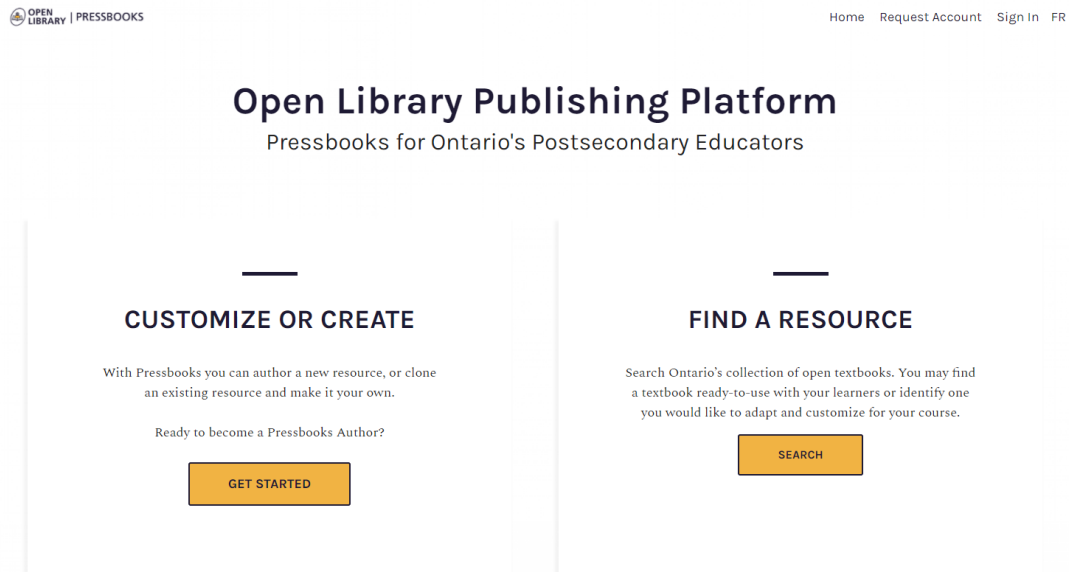 OPEN
LIBRARY | PRESSBOOKS
Home Request Account Sign In FR
Open Library Publishing Platform
Pressbooks for Ontario's Postsecondary Educators
CUSTOMIZE OR CREATE
With Pressbooks you can author a new resource, or clone
an existing resource and make it your own.
Ready to become a Pressbooks Author?
GET STARTED
FIND A RESOURCE
Search Ontario’s collection of open textbooks. You may find
a textbook ready-to-use with your learners or identify one
you would like to adapt and customize for your course.
SEARCH